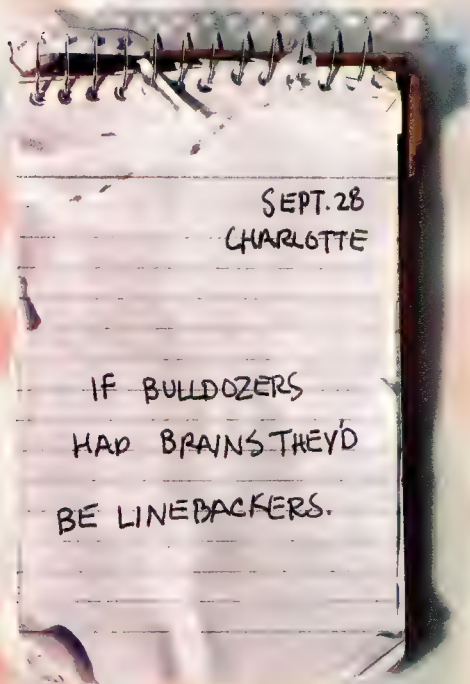 SEPT. 28
CHARLOTTE
IF BULLDOZERS
HAD BRAINS THEY'D
BE LINEBACKERS.